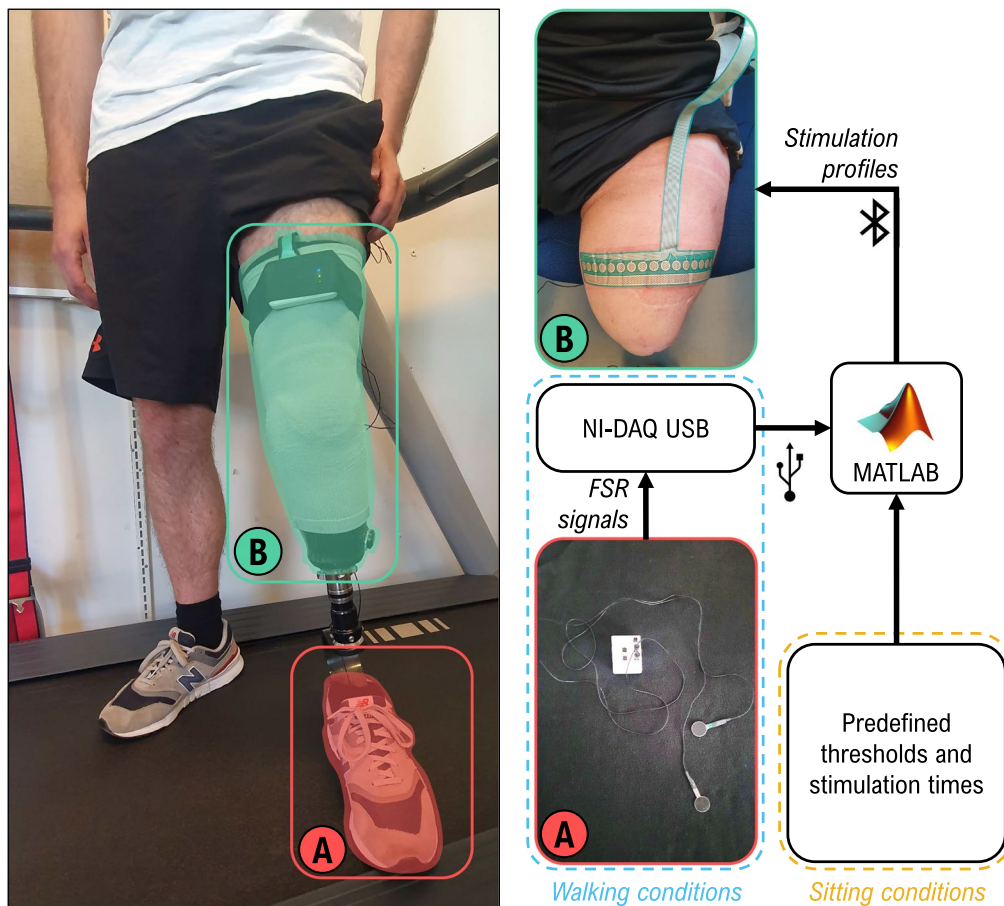 B
A
B
Stimulation
profiles
NI-DAQ USB
MATLAB
FSR
signals
A
Predefined
thresholds and
stimulation times
Walking conditions
Sitting conditions